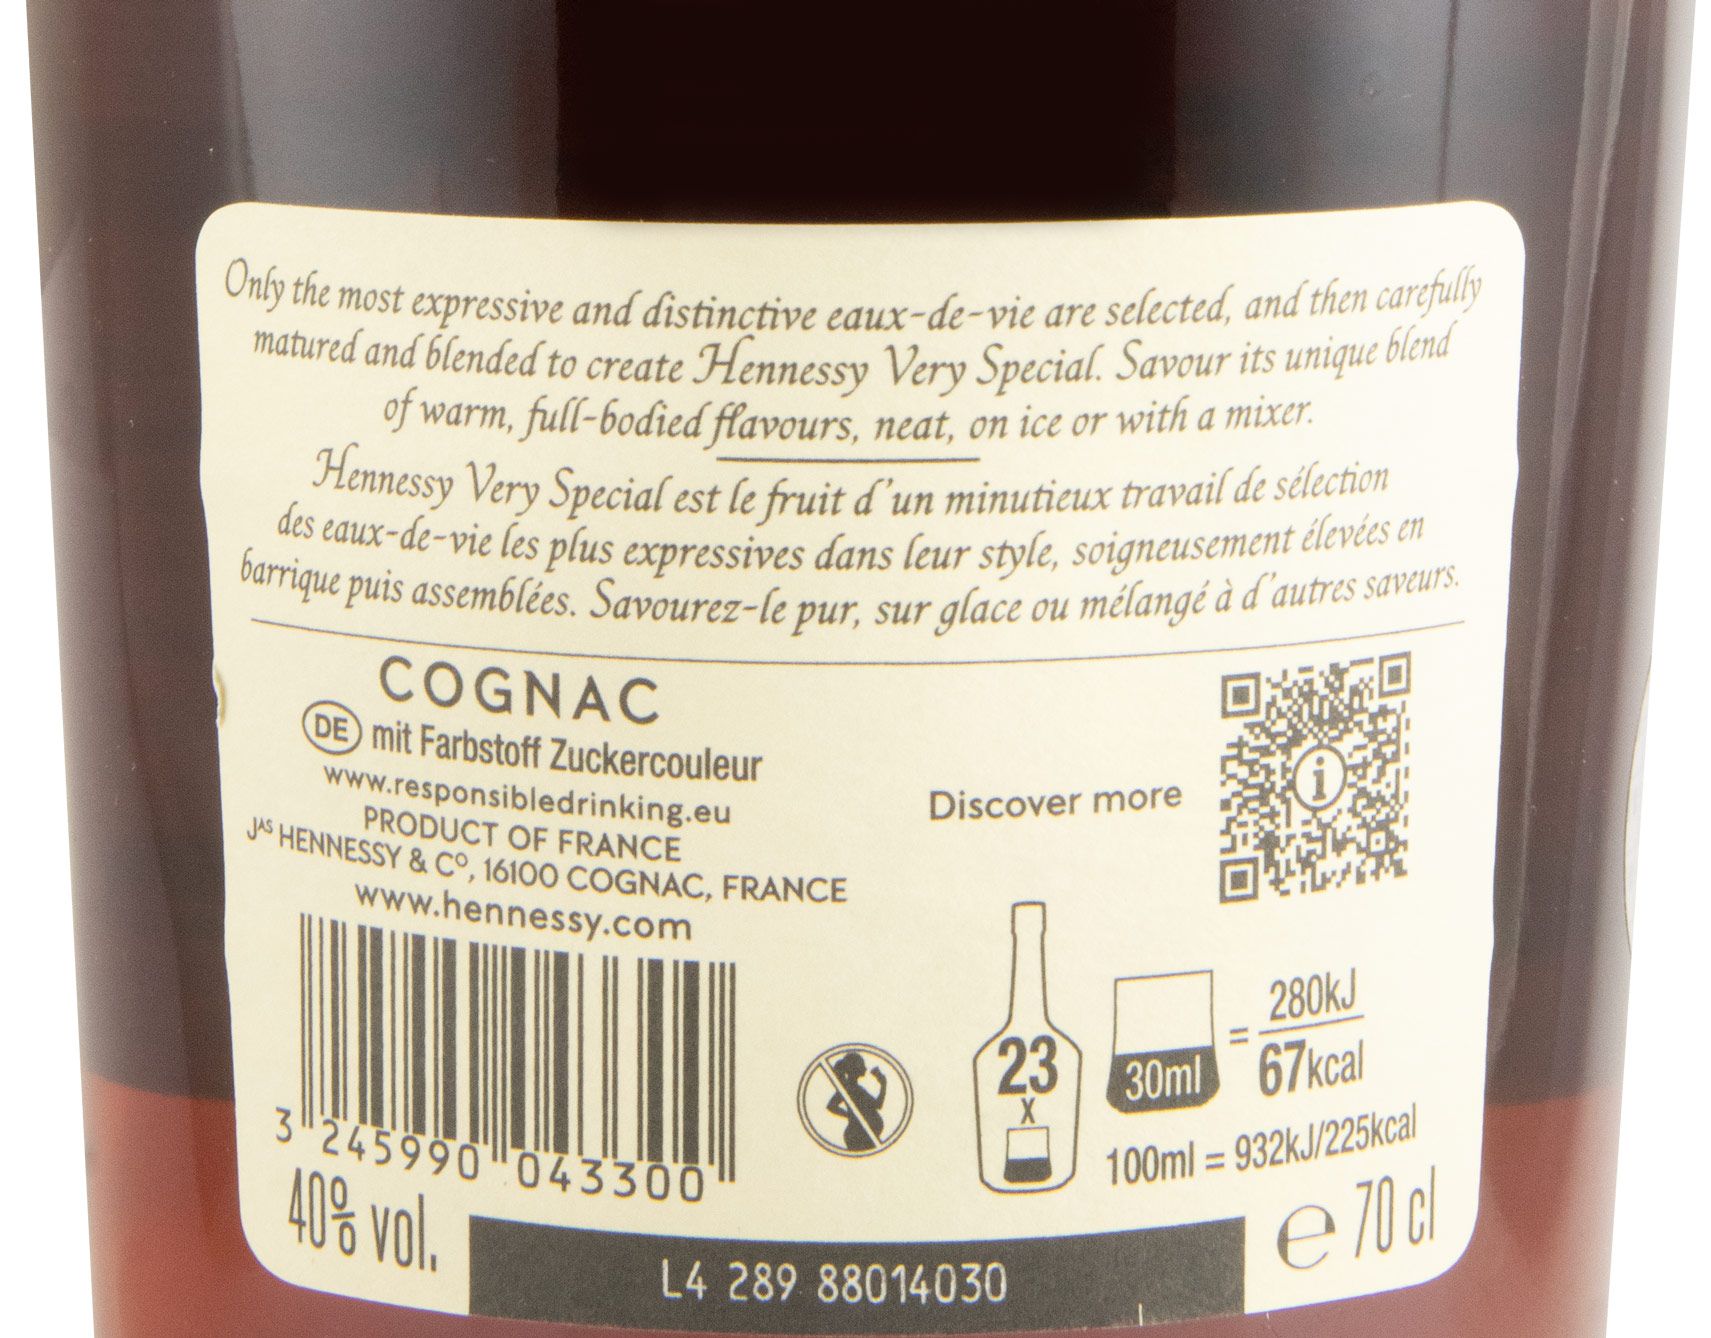 Only the most expressive and distinctive eaux-de-vie are selected, and then carefully
matured and blended to create Hennessy Very Special. Savour its unique blend
of warm, full-bodied flavours, neat, on ice or with a mixer.
Hennessy Very Special est le fruit d'un minutieux travail de sélection
des eaux-de-vie les plus expressives dans leur style, soigneusement élevées en
barrique puis assemblées. Savourez-le pur, sur glace ou mélangé à d'autres saveurs.
COGNAC
DE mit Farbstoff Zuckercouleur
www.responsibledrinking.eu
PRODUCT OF FRANCE
JAS HENNESSY & CO, 16100 COGNAC, FRANCE
www.hennessy.com
3 245990 043300
40% vol.
Discover more
i
23
x
30ml
= 280kJ
67kcal
100ml = 932kJ/225kcal
e 70 cl
L4 289 88014030